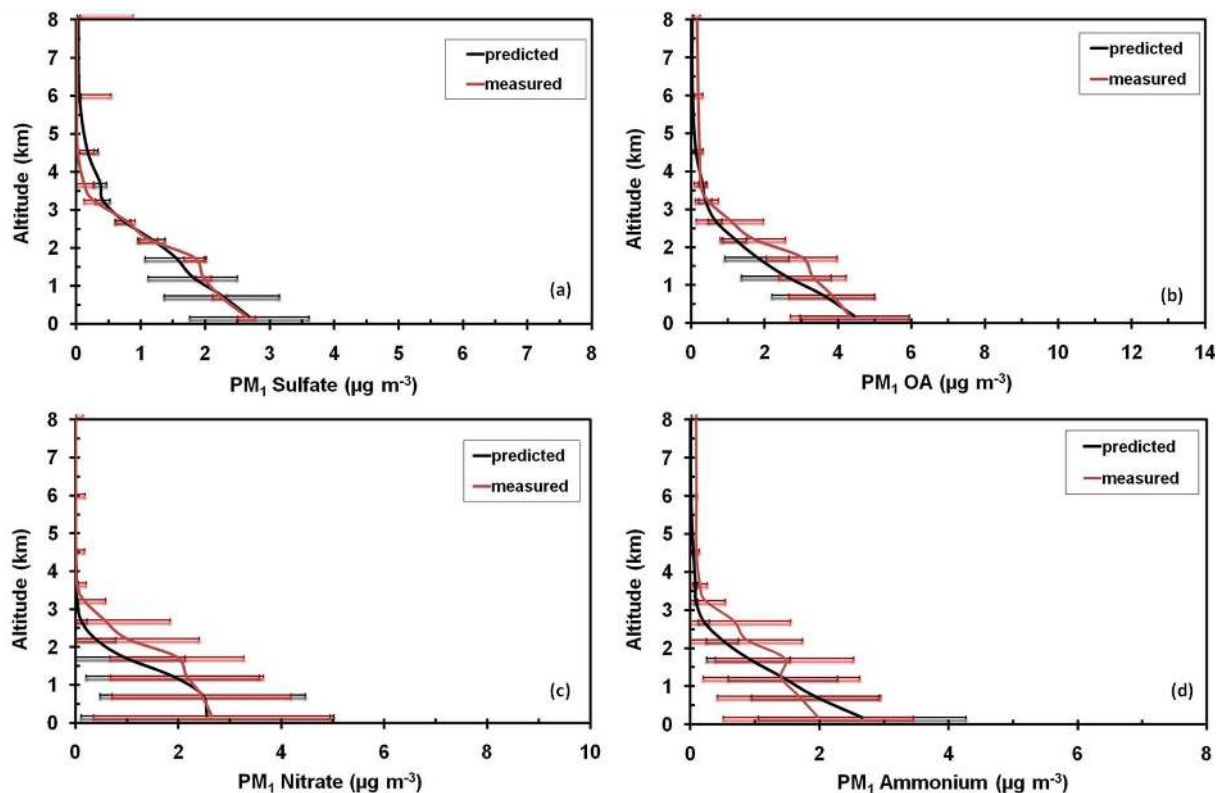 8
7
6
5
4
3
2
1
0
Altitude (km)
predicted
measured
(a)
0 1 2 3 4 5 6 7 8
PM₁ Sulfate (µg m⁻³)
8
7
6
5
4
3
2
1
0
Altitude (km)
predicted
measured
(b)
0 2 4 6 8 10 12 14
PM₁ OA (µg m⁻³)
8
7
6
5
4
3
2
1
0
Altitude (km)
predicted
measured
(c)
0 2 4 6 8 10
PM₁ Nitrate (µg m⁻³)
8
7
6
5
4
3
2
1
0
Altitude (km)
predicted
measured
(d)
0 2 4 6 8
PM₁ Ammonium (µg m⁻³)